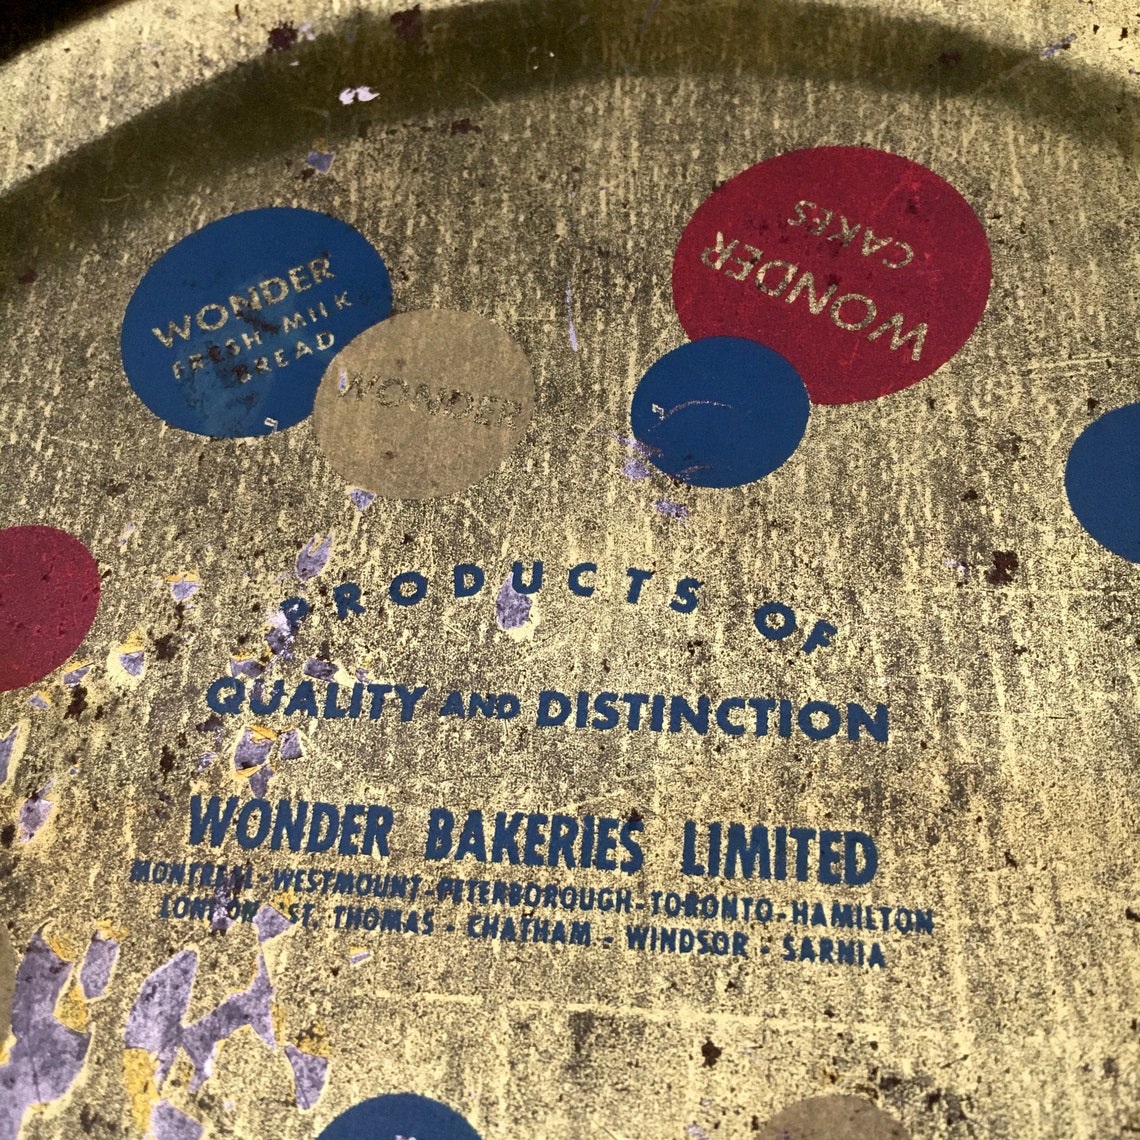 WONDER
FRESH MILK
BREAD
WONDER
WONDER
CAKES
PRODUCTS OF
QUALITY AND DISTINCTION
WONDER BAKERIES LIMITED
MONTREAL - WESTMOUNT - PETERBOROUGH - TORONTO - HAMILTON
LONDON - ST. THOMAS - CHATHAM - WINDSOR - SARNIA